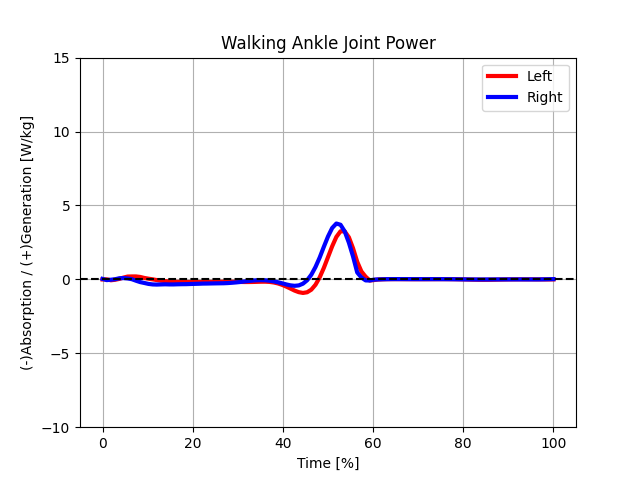 Walking Ankle Joint Power
(-)Absorption / (+)Generation [W/kg]
15
10
5
0
−5
−10
Left
Right
0 20 40 60 80 100
Time [%]